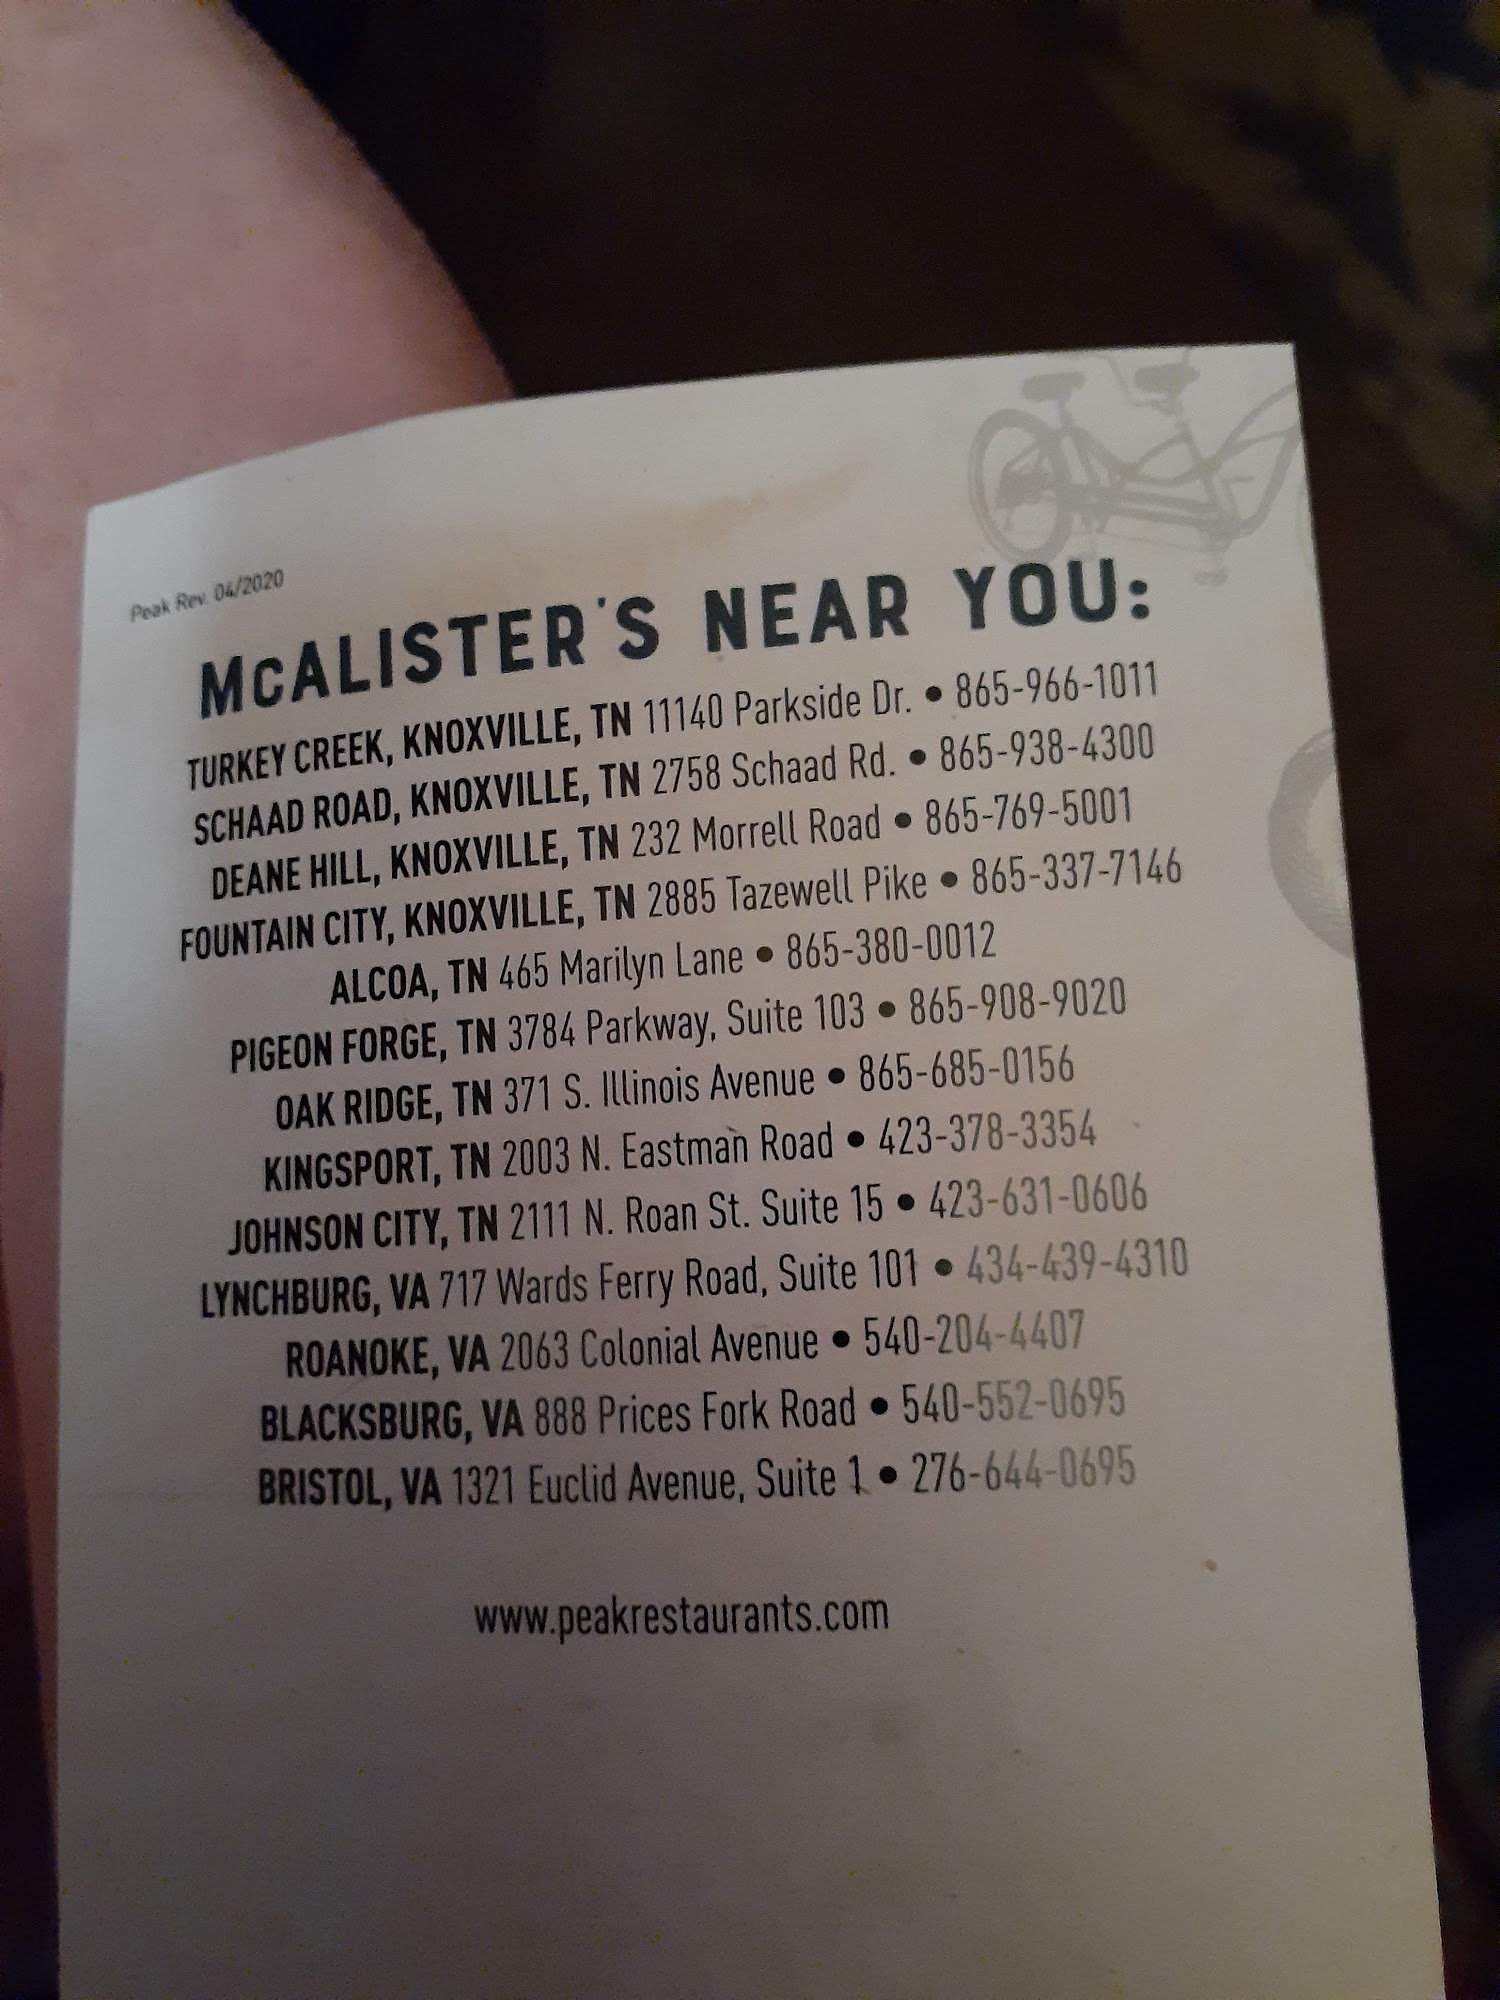 Peak Rev. 04/2020
McALISTER'S NEAR YOU:
TURKEY CREEK, KNOXVILLE, TN 11140 Parkside Dr. • 865-966-1011
SCHAAD ROAD, KNOXVILLE, TN 2758 Schaad Rd. • 865-938-4300
DEANE HILL, KNOXVILLE, TN 232 Morrell Road • 865-769-5001
FOUNTAIN CITY, KNOXVILLE, TN 2885 Tazewell Pike • 865-337-7146
ALCOA, TN 465 Marilyn Lane • 865-380-0012
PIGEON FORGE, TN 3784 Parkway, Suite 103 • 865-908-9020
OAK RIDGE, TN 371 S. Illinois Avenue • 865-685-0156
KINGSPORT, TN 2003 N. Eastman Road • 423-378-3354
JOHNSON CITY, TN 2111 N. Roan St. Suite 15 • 423-631-0606
LYNCHBURG, VA 717 Wards Ferry Road, Suite 101 • 434-439-4310
ROANOKE, VA 2063 Colonial Avenue • 540-204-4407
BLACKSBURG, VA 888 Prices Fork Road • 540-552-0695
BRISTOL, VA 1321 Euclid Avenue, Suite 1 • 276-644-0695
www.peakrestaurants.com